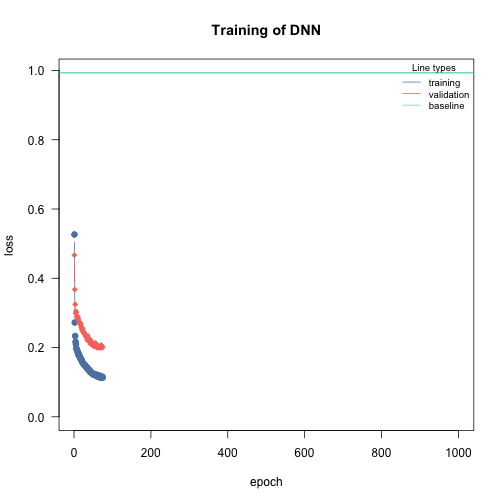 Training of DNN
Line types
training
validation
baseline
loss
1.0
0.8
0.6
0.4
0.2
0.0
0 200 400 600 800 1000
epoch